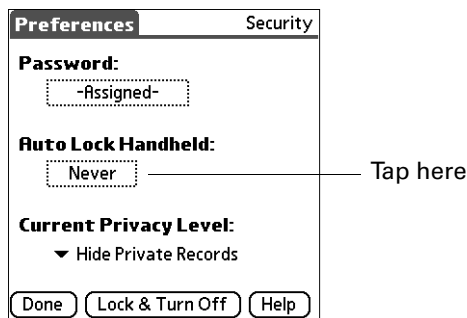 Preferences Security
Password:
-Assigned-
Auto Lock Handheld:
Never
Tap here
Current Privacy Level:
Hide Private Records
Done Lock & Turn Off Help